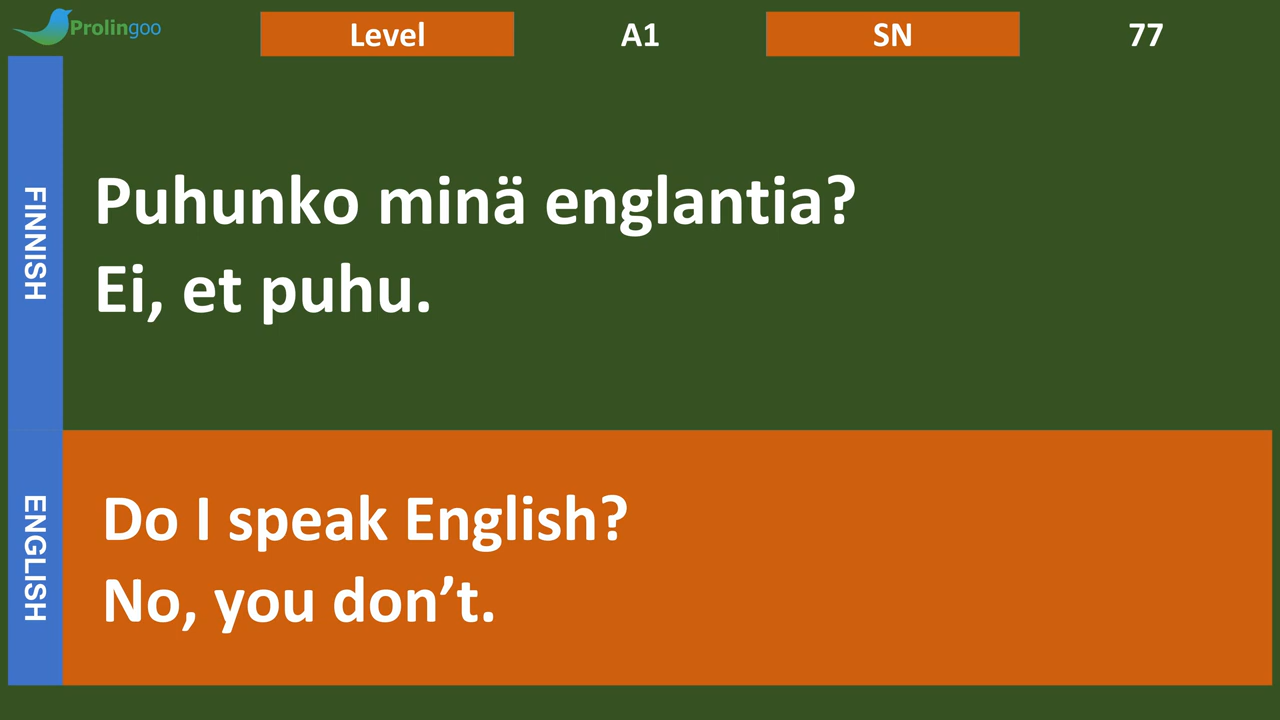 Prolingoo
Level
A1
SN
77
FINNISH
Puhunko minä englantia?
Ei, et puhu.
ENGLISH
Do I speak English?
No, you don’t.